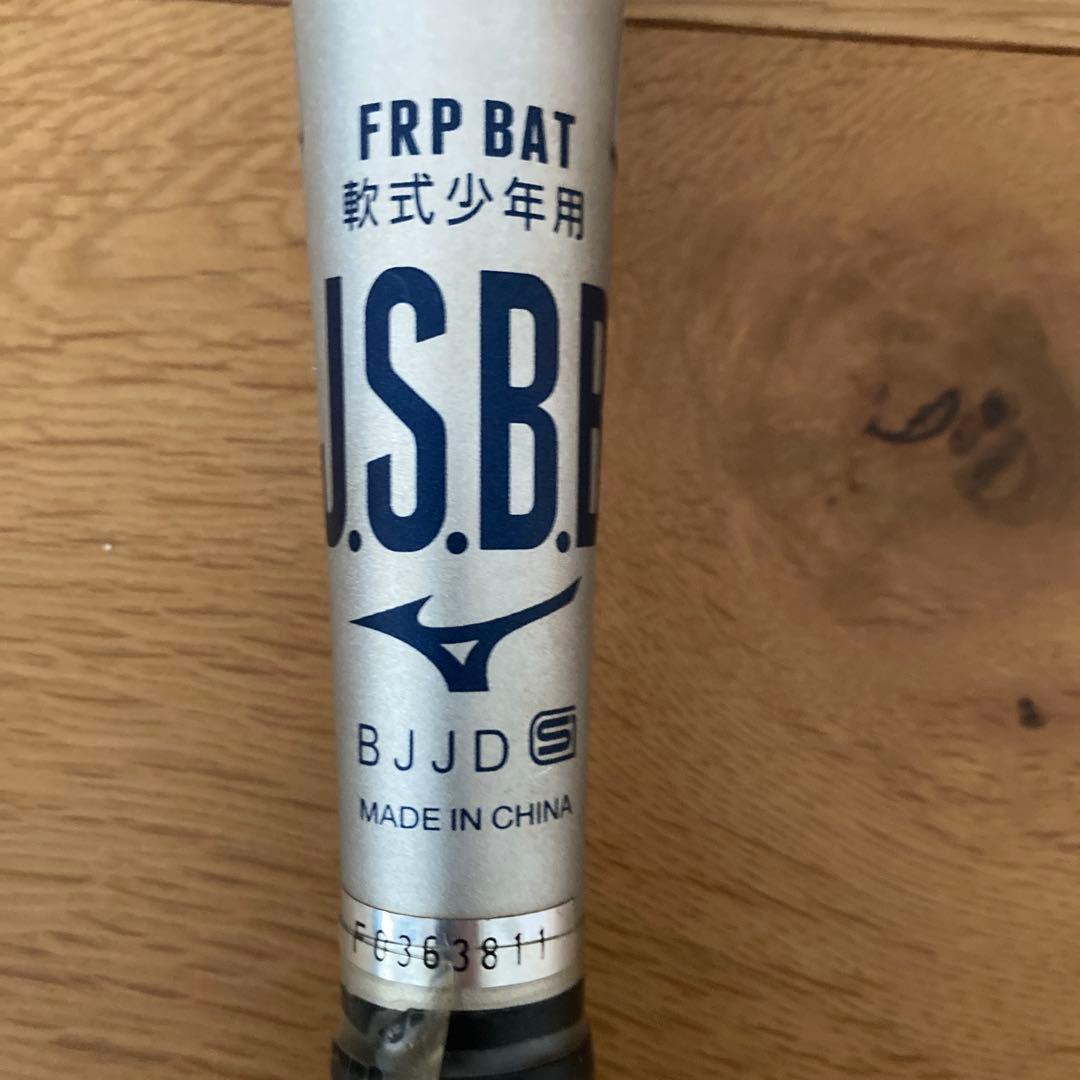 FRP BAT
軟式少年用
J.S.B.B
BJJD S
MADE IN CHINA
F0363811